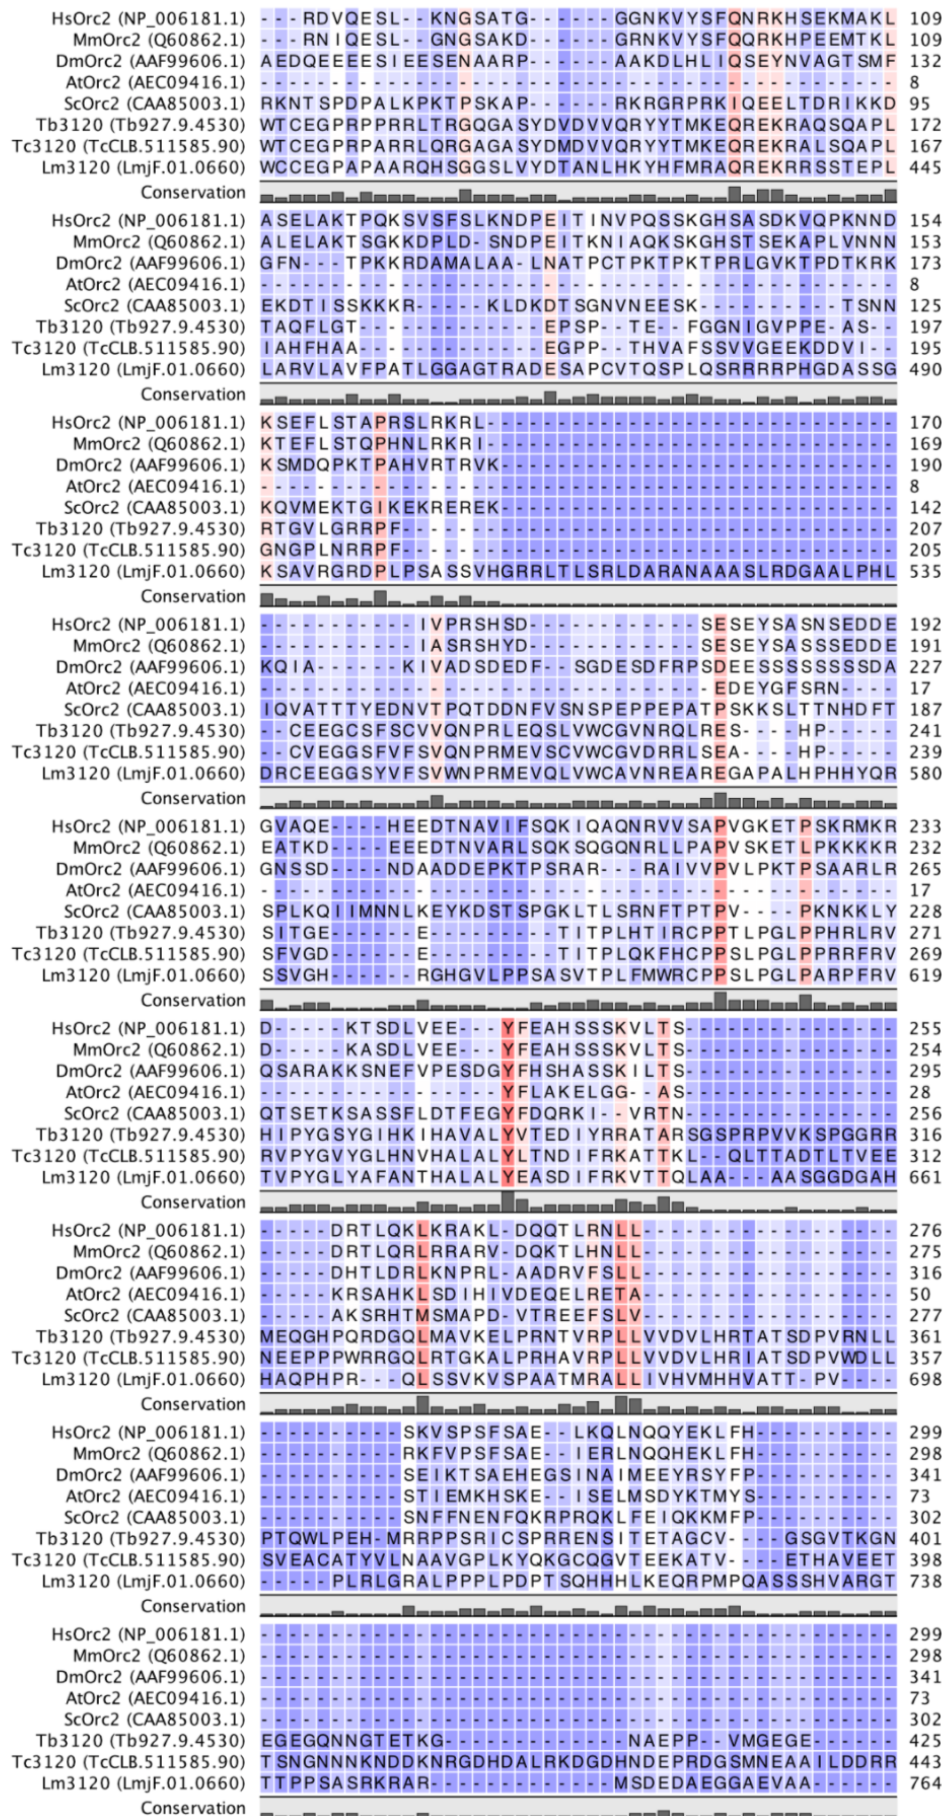 HsOrc2 (NP_006181.1) ---RDVQESL--KNGSATG------GGNKVYSFQNRKHSEKMAKL 109
MmOrc2 (Q60862.1) ---RNIQESL--GNGSAKD------GRNKVYSFQQRKHPEEMTKL 109
DmOrc2 (AAF99606.1) AEDQEEEESIEESENAARP------AAKDLHLIQSEYNVAGTSMF 132
AtOrc2 (AEC09416.1) --------------------------------------------- 8
ScOrc2 (CAA85003.1) RKNTSPDPALKPKTPSKAP------RKRGRPRKIQEELTDRIKKD 95
Tb3120 (Tb927.9.4530) WTCEGPRPPRRLTRGQGASYDVDVVQRYYTMKEQREKRAQSQAPL 172
Tc3120 (TcCLB.511585.90) WTCEGPRPARRLQRGAGASYDMDVVQRYYTMKEQREKRALSQAPL 167
Lm3120 (LmjF.01.0660) WCCEGPAPAARQHSGGSLVYDTANLHKYHFMRAQREKRRSSTEPL 445
Conservation
HsOrc2 (NP_006181.1) ASELAKTPQKSVSFSLKNDPEITINVPQSSKGHSASDKVQPKNND 154
MmOrc2 (Q60862.1) ALELAKTSGKKDPLD-SNDPEITKNIAQKSKGHSTSEKAPLVNNN 153
DmOrc2 (AAF99606.1) GFN---TPKKRDAMALAA-LNATPCTPKTPKTPRLGVKTPDTKRK 173
AtOrc2 (AEC09416.1) --------------------------------------------- 8
ScOrc2 (CAA85003.1) EKDTISSKKKR-----KLDKDTSGNVNEESK----------TSNN 125
Tb3120 (Tb927.9.4530) TAQFLGT-------------EPSP--TE--FGGNIGVPPE-AS-- 197
Tc3120 (TcCLB.511585.90) IAHFHAA-------------EGPP--THVAFSSVVGEEKDDVI-- 195
Lm3120 (LmjF.01.0660) LARVLAVFPATLGGAGTRADESAPCVTQSPLQSRRRRPHGDASSG 490
Conservation
HsOrc2 (NP_006181.1) KSEFLSTAPRSLRKRL----------------------------- 170
MmOrc2 (Q60862.1) KTEFLSTQPHNLRKRI----------------------------- 169
DmOrc2 (AAF99606.1) KSMDQPKTPAHVRTRVK---------------------------- 190
AtOrc2 (AEC09416.1) --------------------------------------------- 8
ScOrc2 (CAA85003.1) KQVMEKTGIKEKREREK---------------------------- 142
Tb3120 (Tb927.9.4530) RTGVLGRRPF----------------------------------- 207
Tc3120 (TcCLB.511585.90) GNGPLNRRPF----------------------------------- 205
Lm3120 (LmjF.01.0660) KSAVRGRDPLPSASSVHGRRLTLSRLDARANAAASLRDGAALPHL 535
Conservation
HsOrc2 (NP_006181.1) -----------IVPRSHSD------------SESEYSASNSEDDE 192
MmOrc2 (Q60862.1) -----------IASRSHYD------------SESEYSASSSEDDE 191
DmOrc2 (AAF99606.1) KQIA------KIVADSDEDF--SGDESDFRPSDEESSSSSSSSDA 227
AtOrc2 (AEC09416.1) --------------------------------EDEYGFSRN---- 17
ScOrc2 (CAA85003.1) IQVATTTYEDNVTPQTDDNFVSNSPEPPEPATPSKKSLTTNHDFT 187
Tb3120 (Tb927.9.4530) --CEEGCSFSCVVQNPRLEQSLVWCGVNRQLRES----HP----- 241
Tc3120 (TcCLB.511585.90) --CVEGGSFVFSVQNPRMEVSCVWCGVNRRLSEA----HP----- 239
Lm3120 (LmjF.01.0660) DRCEEGGSYVFSVWNPRMEVQLVWCAVNREAREGAPALHPHHYQR 580
Conservation
HsOrc2 (NP_006181.1) GVAQE----HEEDTNAVIFSQKIQAQNRVVSAPVGKETPSKRMKR 233
MmOrc2 (Q60862.1) EATKD----EEEDTNVARLSQKSQGQNRLLPAPVSKETLPKKKKR 232
DmOrc2 (AAF99606.1) GNSSD----NDAADDEPKTPSRAR---RAIVVPVLPKTPSAARLR 265
AtOrc2 (AEC09416.1) --------------------------------------------- 17
ScOrc2 (CAA85003.1) SPLKQIIMNNLKEYKDSTSPGKLTLSRNFTPTPV----PKNKKLY 228
Tb3120 (Tb927.9.4530) SITGE------E---------TITPLHTIRCPPTLPGLPPHRLRV 271
Tc3120 (TcCLB.511585.90) SFVGD------E---------TITPLQKFHCPPSLPGLPPRRFRV 269
Lm3120 (LmjF.01.0660) SSVGH------RGHGVLPPSASVTPLFMWRCPPSLPGLPARPFRV 619
Conservation
HsOrc2 (NP_006181.1) D-----KTSDLVEE---YFEAHSSSKVLTS--------------- 255
MmOrc2 (Q60862.1) D-----KASDLVEE---YFEAHSSSKVLTS--------------- 254
DmOrc2 (AAF99606.1) QSARAKKSNEFVPESDGYFHSHASSKILTS--------------- 295
AtOrc2 (AEC09416.1) -----------------YFLAKELGG--AS--------------- 28
ScOrc2 (CAA85003.1) QTSETKSASSFLDTFEGYFDQRKI--VRTN--------------- 256
Tb3120 (Tb927.9.4530) HIPYGSYGIHKIHAVALYVTEDIYRRATARSGSPRPVVKSPGGRR 316
Tc3120 (TcCLB.511585.90) RVPYGVYGLHNVHALALYLTNDIFRKATTKL--QLTTADTLTVEE 312
Lm3120 (LmjF.01.0660) TVPYGLYAFANTHALALYEASDIFRKVTTQLAA---AASGGDGAH 661
Conservation
HsOrc2 (NP_006181.1) -----DRTLQKLKRAKL-DQQTLRNLL------------------ 276
MmOrc2 (Q60862.1) -----DRTLQRLRRARV-DQKTLHNLL------------------ 275
DmOrc2 (AAF99606.1) -----DHTLDRLKNPRL-AADRVFSLL------------------ 316
AtOrc2 (AEC09416.1) -----KRSAHKLSDIHIVDEQELRETA------------------ 50
ScOrc2 (CAA85003.1) -----AKSRHTMSMAPD-VTREEFSLV------------------ 277
Tb3120 (Tb927.9.4530) MEQGHPQRDGQLMAVKELPRNTVRPLLVVDVLHRTATSDPVRNLL 361
Tc3120 (TcCLB.511585.90) NEEPPPWRRGQLRTGKALPRHAVRPLLVVDVLHRIATSDPVWDLL 357
Lm3120 (LmjF.01.0660) HAQPHPR---QLSSVKVSPAATMRALLIVHVMHHVATT-PV---- 698
Conservation
HsOrc2 (NP_006181.1) ----------SKVSPSFSAE--LKQLNQQYEKLFH---------- 299
MmOrc2 (Q60862.1) ----------RKFVPSFSAE--IERLNQQHEKLFH---------- 298
DmOrc2 (AAF99606.1) ----------SEIKTSAEHEGSINAIMEEYRSYFP---------- 341
AtOrc2 (AEC09416.1) ----------STIEMKHSKE--ISELMSDYKTMYS---------- 73
ScOrc2 (CAA85003.1) ----------SNFFNENFQKRPRQKLFEIQKKMFP---------- 302
Tb3120 (Tb927.9.4530) PTQWLPEH-MRRPPSRICSPRRENSITETAGCV----GSGVTKGN 401
Tc3120 (TcCLB.511585.90) SVEACATYVLNAAVGPLKYQKGCQGVTEEKATV----ETHAVEET 398
Lm3120 (LmjF.01.0660) -----PLRLGRALPPPLPDPTSQHHHLKEQRPMPQASSSHVARGT 738
Conservation
HsOrc2 (NP_006181.1) --------------------------------------------- 299
MmOrc2 (Q60862.1) --------------------------------------------- 298
DmOrc2 (AAF99606.1) --------------------------------------------- 341
AtOrc2 (AEC09416.1) --------------------------------------------- 73
ScOrc2 (CAA85003.1) --------------------------------------------- 302
Tb3120 (Tb927.9.4530) EGEGQNNGTETKG-------------NAEPP--VMGEGE------ 425
Tc3120 (TcCLB.511585.90) TSNGNNNKNDDKNRGDHDALRKDGDHNDEPRDGSMNEAAILDDRR 443
Lm3120 (LmjF.01.0660) TTPPSASRKRAR-------------MSDEDAEGGAEVAA------ 764
Conservation